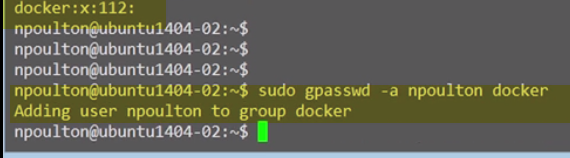 docker:x:112:
npoulton@ubuntu1404-02:~$
npoulton@ubuntu1404-02:~$
npoulton@ubuntu1404-02:~$
npoulton@ubuntu1404-02:~$ sudo gpasswd -a npoulton docker
Adding user npoulton to group docker
npoulton@ubuntu1404-02:~$